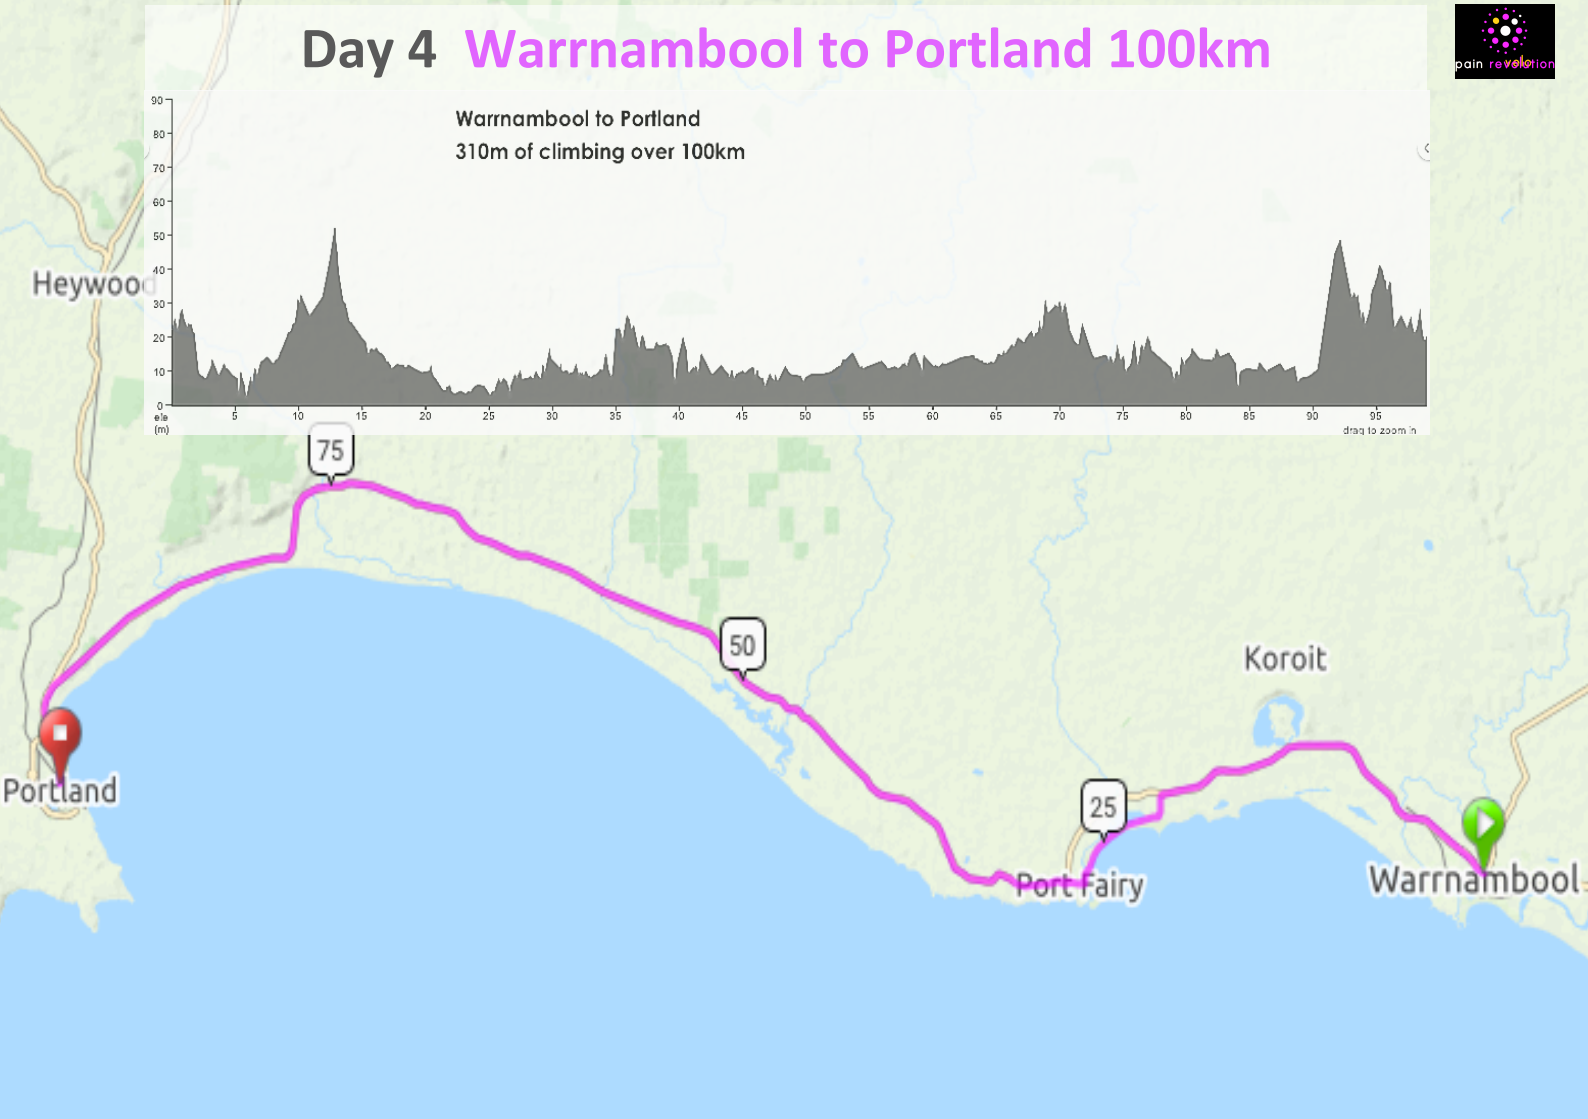 Day 4 Warrnambool to Portland 100km
pain revolution
velo
Warrnambool to Portland
310m of climbing over 100km
90
80
70
60
50
40
30
20
10
0
ele
(m)
5 10 15 20 25 30 35 40 45 50 55 60 65 70 75 80 85 90 95
drag to zoom in
Heywood
75
50
Koroit
25
Portland
Port Fairy
Warrnambool